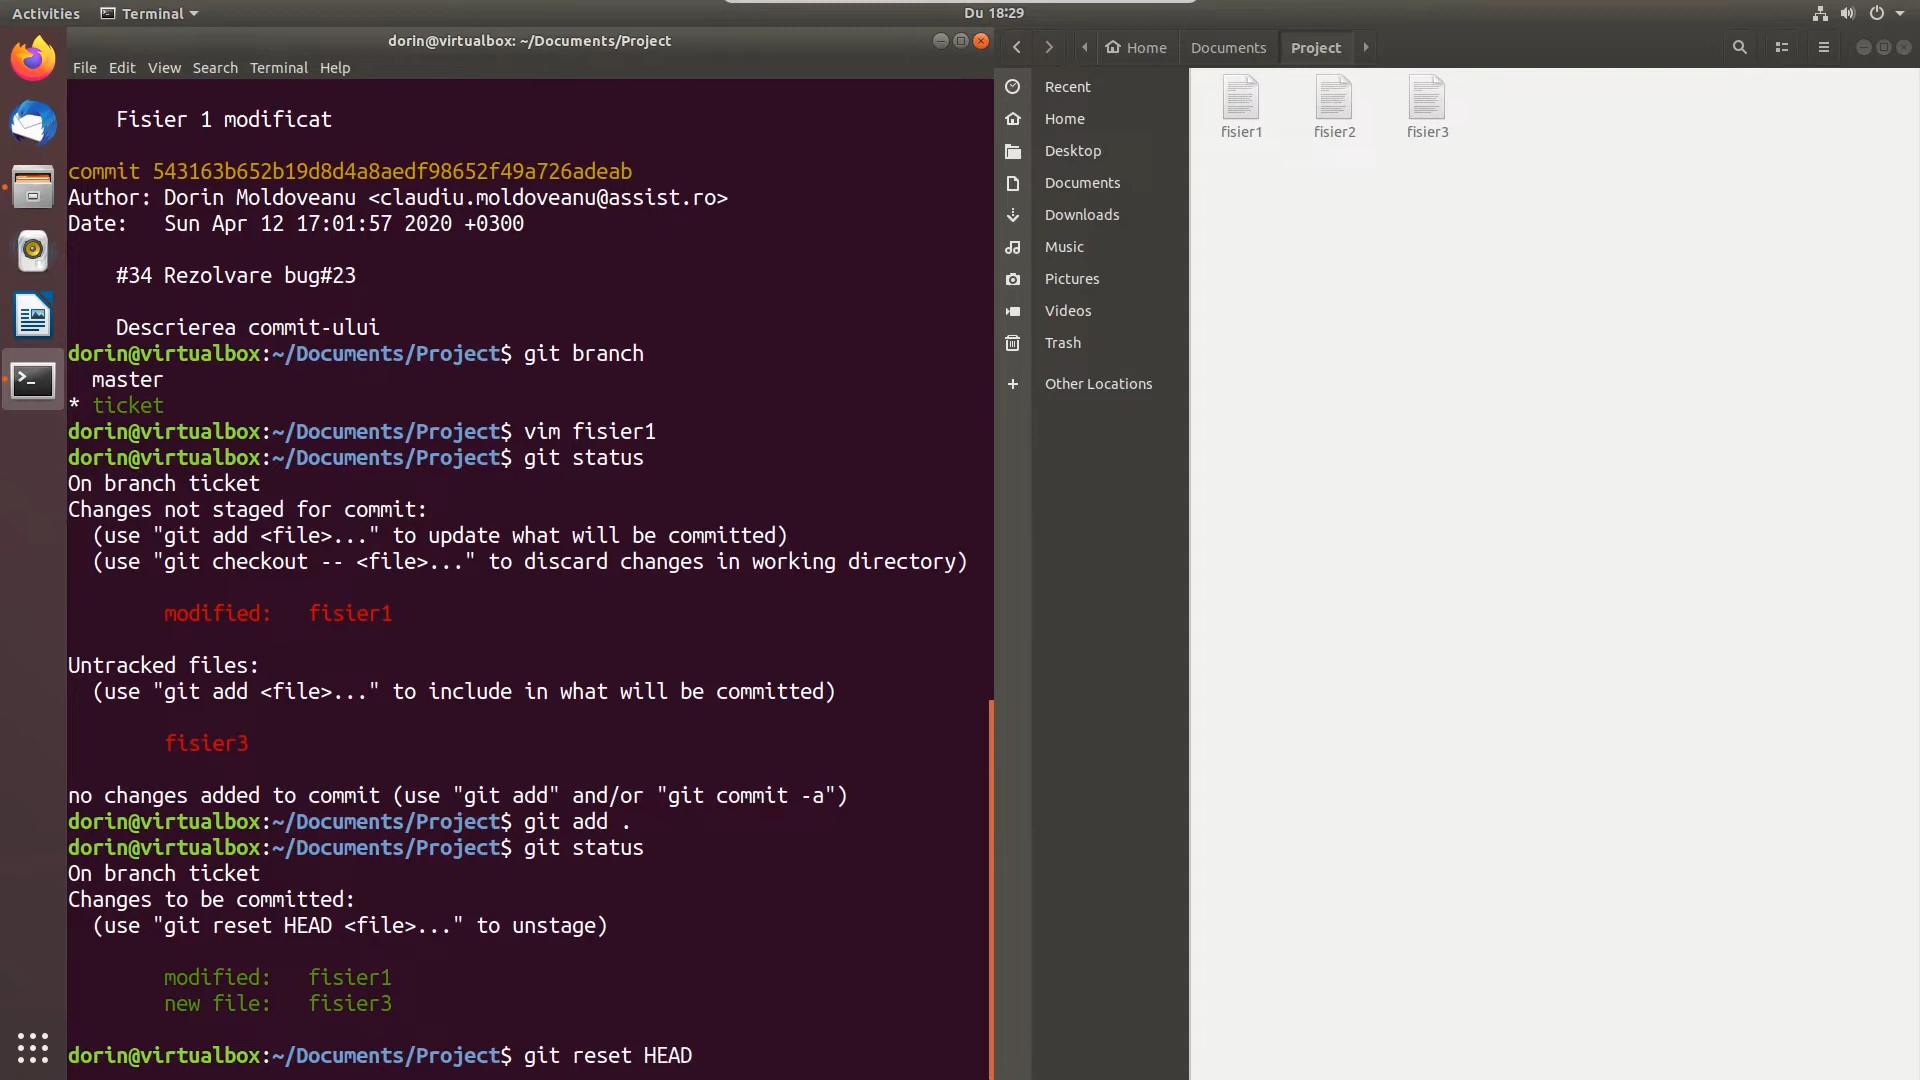 Activities
Terminal
Du 18:29
dorin@virtualbox: ~/Documents/Project
File Edit View Search Terminal Help
Fisier 1 modificat
commit 543163b652b19d8d4a8aedf98652f49a726adeab
Author: Dorin Moldoveanu <claudiu.moldoveanu@assist.ro>
Date:   Sun Apr 12 17:01:57 2020 +0300
#34 Rezolvare bug#23
Descrierea commit-ului
dorin@virtualbox:~/Documents/Project$ git branch
master
* ticket
dorin@virtualbox:~/Documents/Project$ vim fisier1
dorin@virtualbox:~/Documents/Project$ git status
On branch ticket
Changes not staged for commit:
(use "git add <file>..." to update what will be committed)
(use "git checkout -- <file>..." to discard changes in working directory)
modified:   fisier1
Untracked files:
(use "git add <file>..." to include in what will be committed)
fisier3
no changes added to commit (use "git add" and/or "git commit -a")
dorin@virtualbox:~/Documents/Project$ git add .
dorin@virtualbox:~/Documents/Project$ git status
On branch ticket
Changes to be committed:
(use "git reset HEAD <file>..." to unstage)
modified:   fisier1
new file:   fisier3
dorin@virtualbox:~/Documents/Project$ git reset HEAD
Home
Documents
Project
Recent
Home
Desktop
Documents
Downloads
Music
Pictures
Videos
Trash
Other Locations
fisier1
fisier2
fisier3